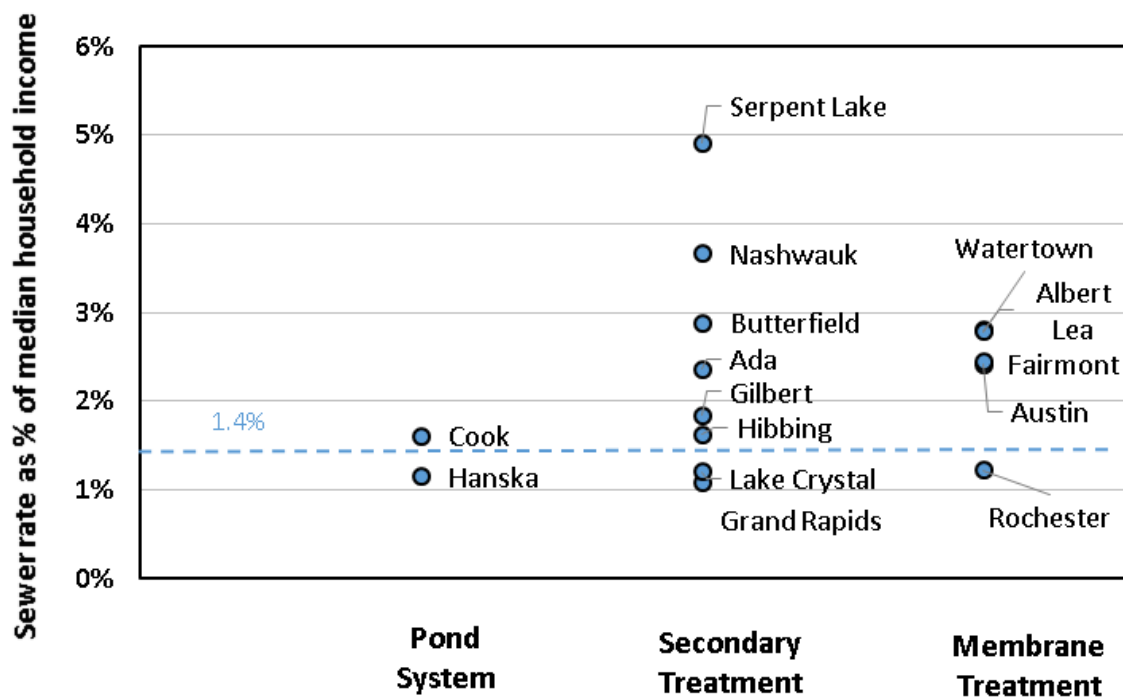 Sewer rate as % of median household income
6%
5%
4%
3%
2%
1%
0%
1.4%
Cook
Hanska
Serpent Lake
Nashwauk
Butterfield
Ada
Gilbert
Hibbing
Lake Crystal
Grand Rapids
Watertown
Albert
Lea
Fairmont
Austin
Rochester
Pond
System
Secondary
Treatment
Membrane
Treatment